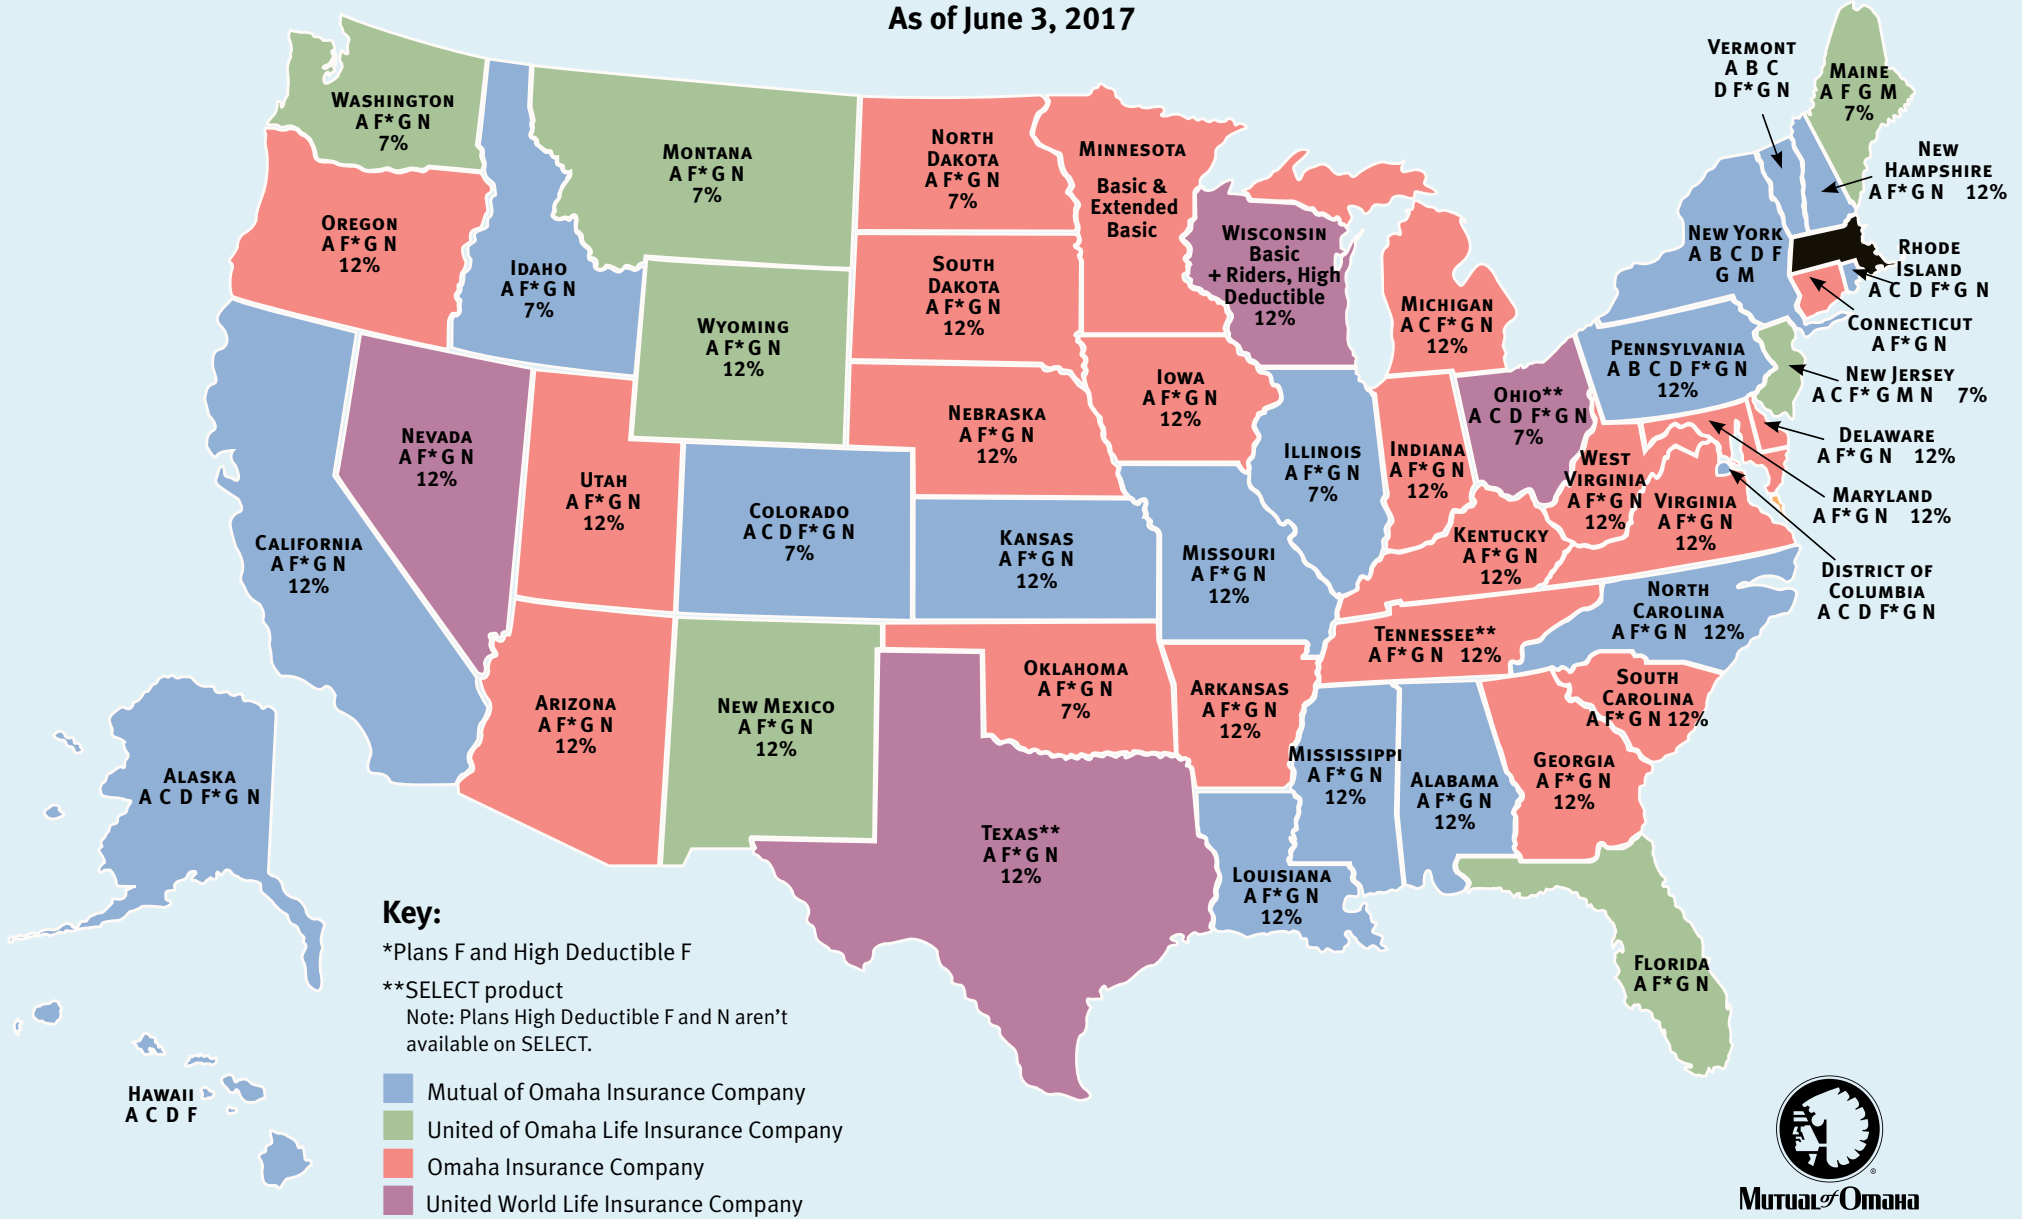 As of June 3, 2017
WASHINGTON
A F* G N
7%
OREGON
A F* G N
12%
IDAHO
A F* G N
7%
MONTANA
A F* G N
7%
WYOMING
A F* G N
12%
NORTH
DAKOTA
A F* G N
7%
SOUTH
DAKOTA
A F* G N
12%
MINNESOTA
Basic &
Extended
Basic
WISCONSIN
Basic
+ Riders, High
Deductible
12%
MICHIGAN
A C F* G N
12%
VERMONT
A B C
D F* G N
MAINE
A F G M
7%
NEW
HAMPSHIRE
A F* G N 12%
NEW YORK
A B C D F
G M
RHODE
ISLAND
A C D F* G N
CONNECTICUT
A F* G N
PENNSYLVANIA
A B C D F* G N
12%
NEW JERSEY
A C F* G M N 7%
DELAWARE
A F* G N 12%
MARYLAND
A F* G N 12%
DISTRICT OF
COLUMBIA
A C D F* G N
CALIFORNIA
A F* G N
12%
NEVADA
A F* G N
12%
UTAH
A F* G N
12%
COLORADO
A C D F* G N
7%
NEBRASKA
A F* G N
12%
KANSAS
A F* G N
12%
IOWA
A F* G N
12%
MISSOURI
A F* G N
12%
ILLINOIS
A F* G N
7%
INDIANA
A F* G N
12%
OHIO**
A C D F* G N
7%
WEST
VIRGINIA
A F* G N
12%
VIRGINIA
A F* G N
12%
KENTUCKY
A F* G N
12%
NORTH
CAROLINA
A F* G N 12%
TENNESSEE**
A F* G N 12%
SOUTH
CAROLINA
A F* G N 12%
ARIZONA
A F* G N
12%
NEW MEXICO
A F* G N
12%
OKLAHOMA
A F* G N
7%
ARKANSAS
A F* G N
12%
TEXAS**
A F* G N
12%
LOUISIANA
A F* G N
12%
MISSISSIPPI
A F* G N
12%
ALABAMA
A F* G N
12%
GEORGIA
A F* G N
12%
FLORIDA
A F* G N
ALASKA
A C D F* G N
HAWAII
A C D F
Key:
*Plans F and High Deductible F
**SELECT product
Note: Plans High Deductible F and N aren’t
available on SELECT.
Mutual of Omaha Insurance Company
United of Omaha Life Insurance Company
Omaha Insurance Company
United World Life Insurance Company
®
MUTUAL of OMAHA